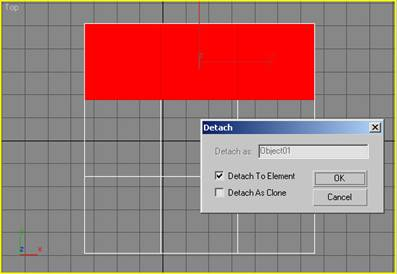 Top
Detach
Detach as: Object01
Detach To Element
OK
Detach As Clone
Cancel
z
x